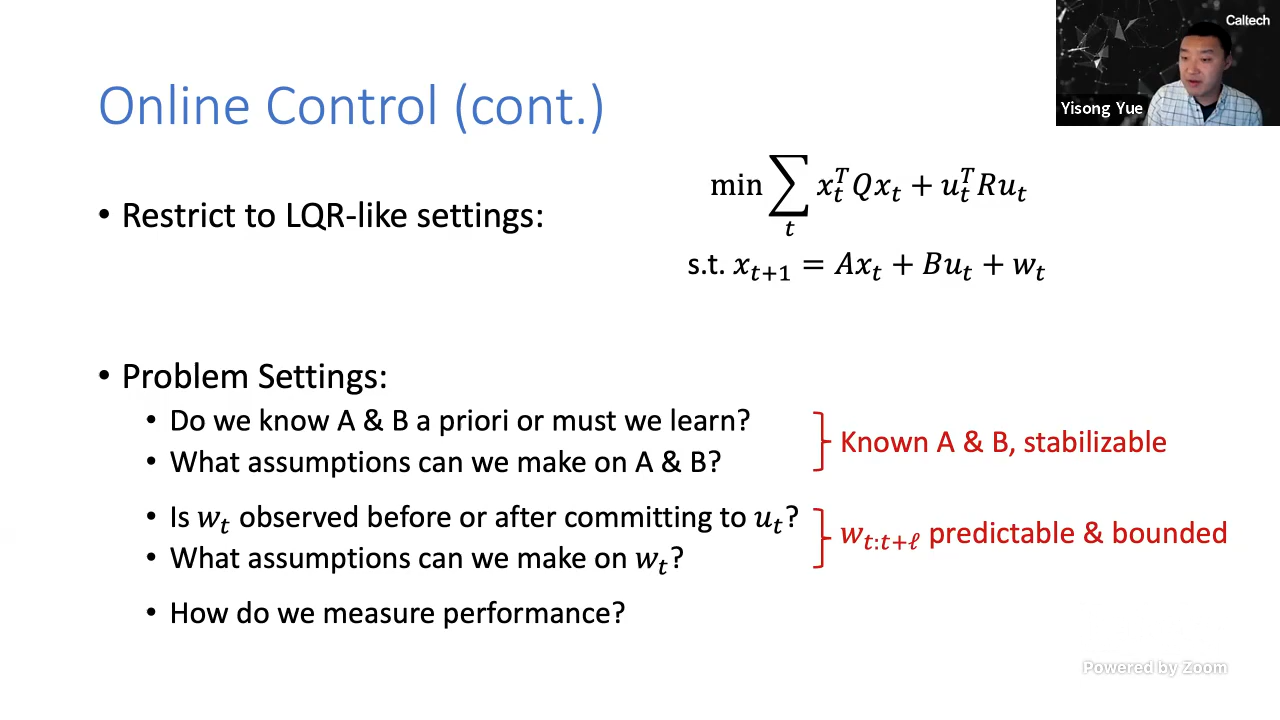 Caltech
Yisong Yue
Online Control (cont.)
• Restrict to LQR-like settings:
min ∑_t x_t^T Q x_t + u_t^T R u_t
s.t. x_{t+1} = A x_t + B u_t + w_t
• Problem Settings:
• Do we know A & B a priori or must we learn?
• What assumptions can we make on A & B?
Known A & B, stabilizable
• Is w_t observed before or after committing to u_t?
• What assumptions can we make on w_t?
w_{t:t+ℓ} predictable & bounded
• How do we measure performance?
Powered by Zoom